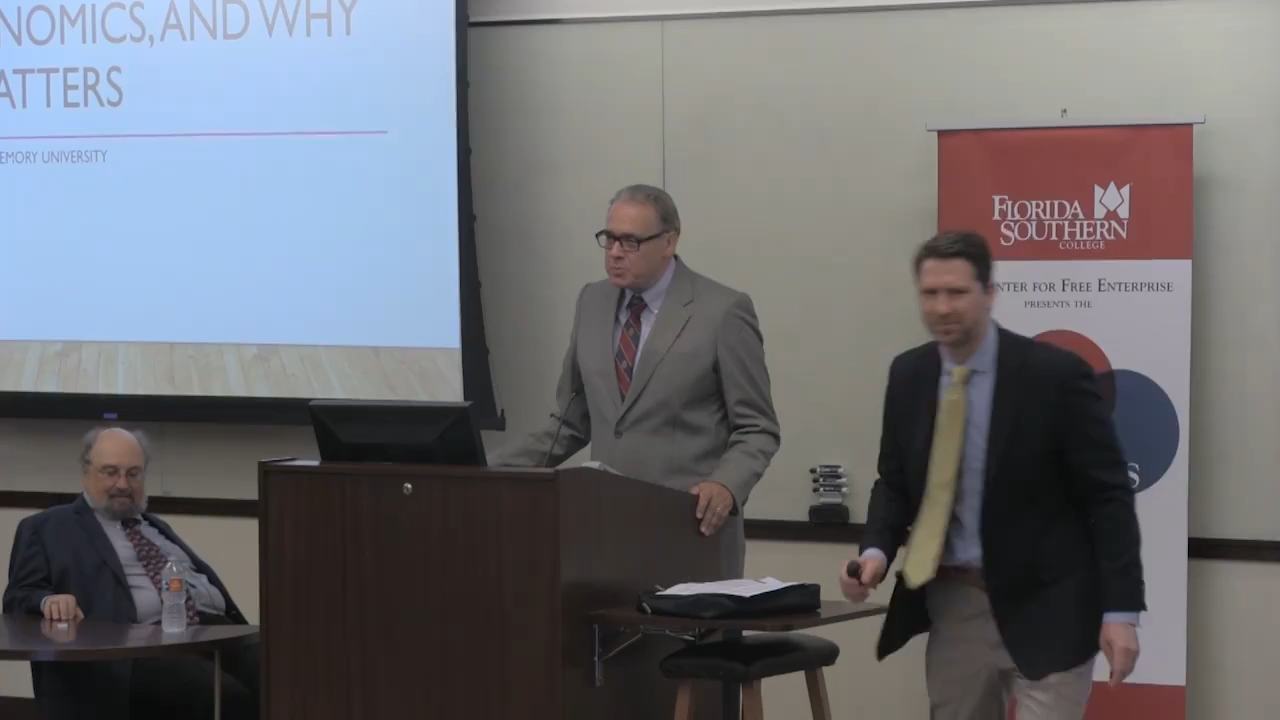 NOMICS, AND WHY
ATTERS
EMORY UNIVERSITY
FLORIDA
SOUTHERN
COLLEGE
NTER FOR FREE ENTERPRISE
PRESENTS THE
S